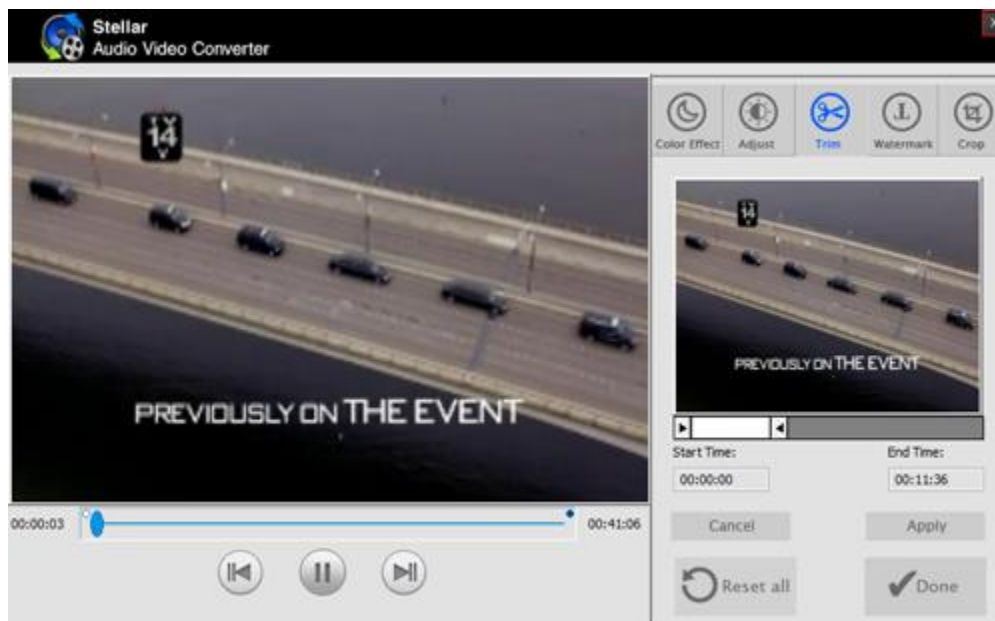 Stellar
Audio Video Converter
TV
14
V
PREVIOUSLY ON THE EVENT
00:00:03
00:41:06
Color Effect
Adjust
Trim
Watermark
Crop
14
PREVIOUSLY ON THE EVENT
Start Time:
End Time:
00:00:00
00:11:36
Cancel
Apply
Reset all
Done